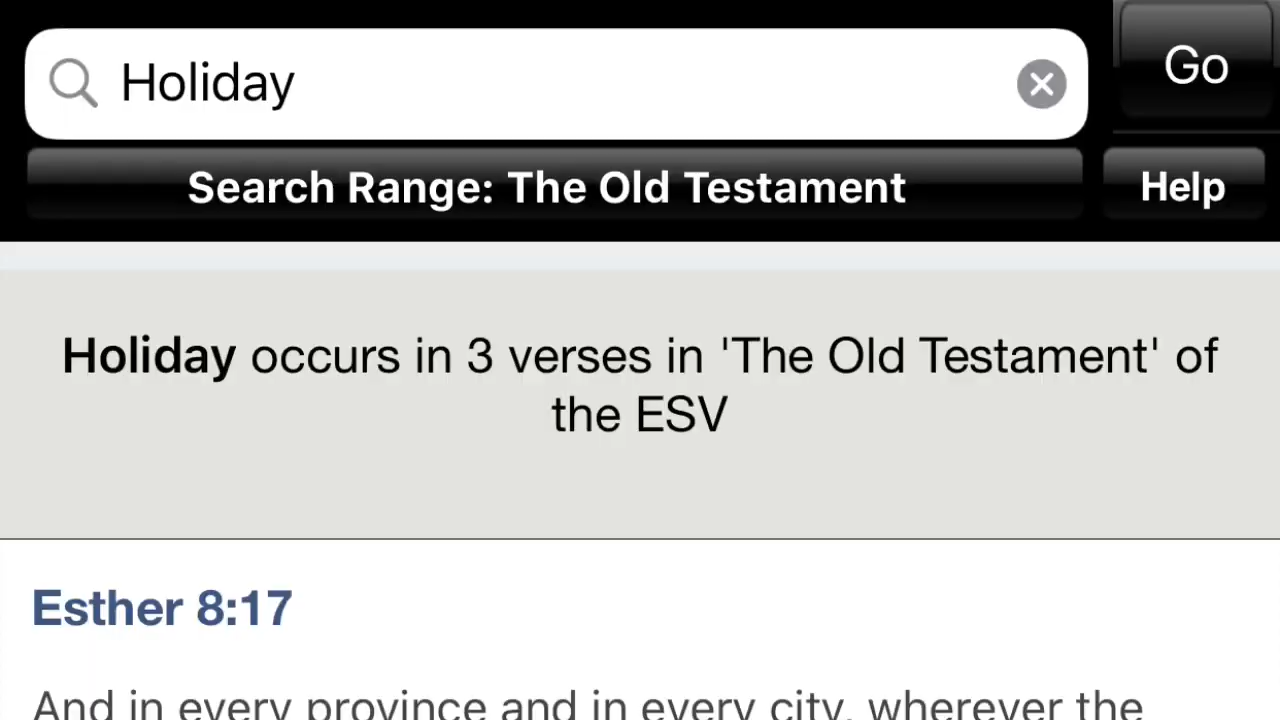 Holiday
Go
Search Range: The Old Testament
Help
Holiday occurs in 3 verses in 'The Old Testament' of
the ESV
Esther 8:17
And in every province and in every city, wherever the